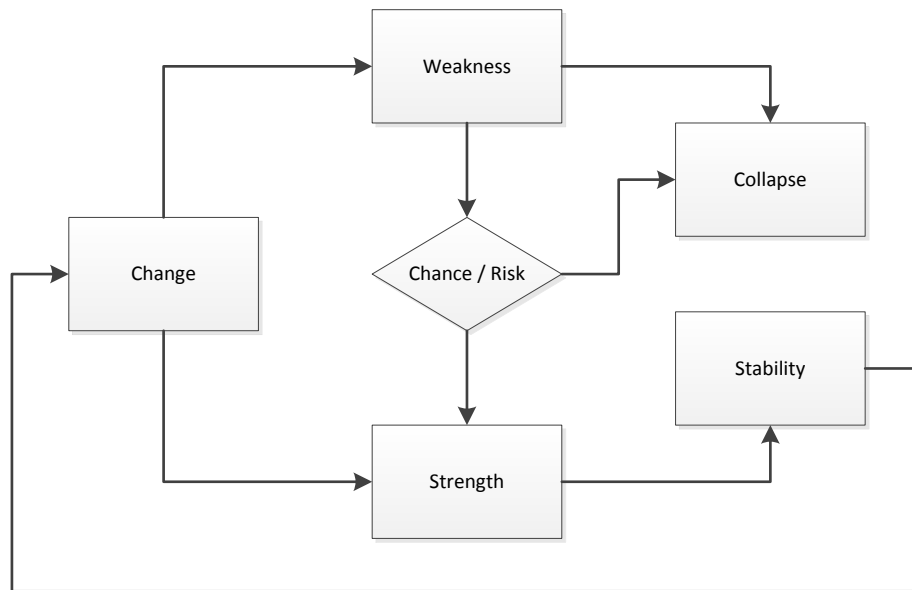 Weakness
Collapse
Change
Chance / Risk
Stability
Strength